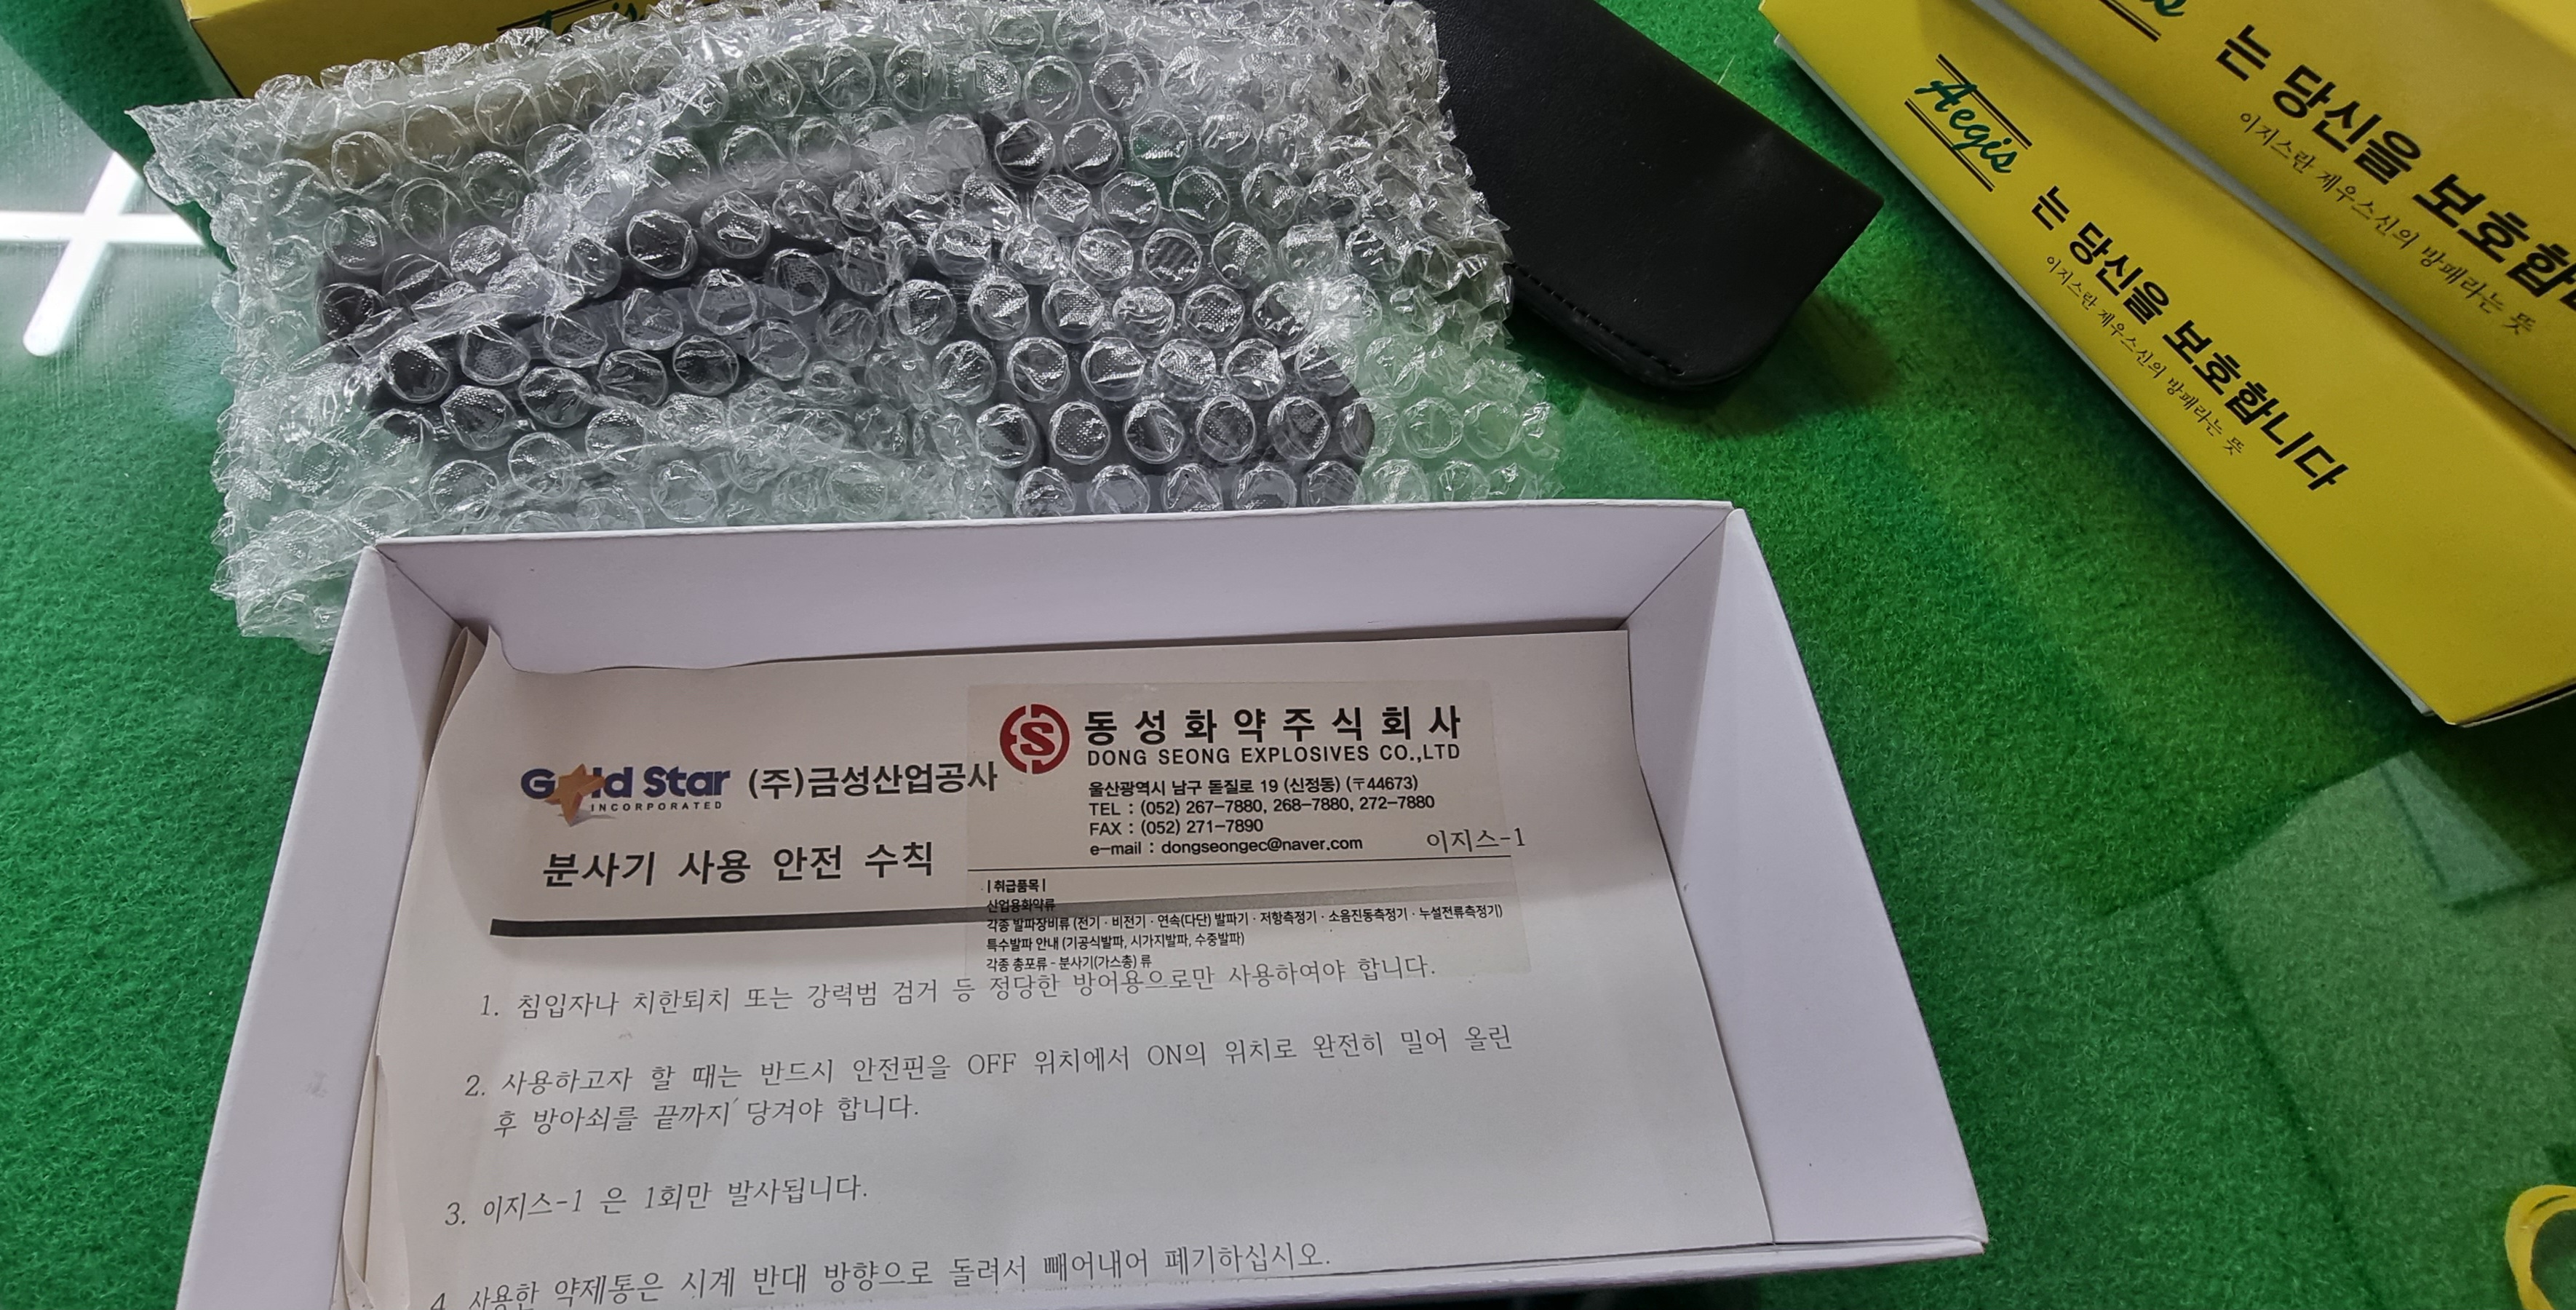 Aegis 는 당신을 보호합니다
이지스란 제우스신의 방패라는 뜻
는 당신을 보호합
이지스란 제우스신의 방패라는 뜻
Gold Star (주)금성산업공사
INCORPORATED
분사기 사용 안전 수칙
동성화약주식회사
DONG SEONG EXPLOSIVES CO.,LTD
울산광역시 남구 돋질로 19 (신정동) (〒44673)
TEL : (052) 267-7880, 268-7880, 272-7880
FAX : (052) 271-7890
e-mail : dongseongec@naver.com
이지스-1
| 취급품목 |
산업용화약류
각종 발파장비류 (전기 · 비전기 · 연속(다단) 발파기 · 저항측정기 · 소음진동측정기 · 누설전류측정기)
특수발파 안내 (기공식발파, 시가지발파, 수중발파)
각종 총포류 - 분사기(가스총) 류
1. 침입자나 치한퇴치 또는 강력범 검거 등 정당한 방어용으로만 사용하여야 합니다.
2. 사용하고자 할 때는 반드시 안전핀을 OFF 위치에서 ON의 위치로 완전히 밀어 올린
후 방아쇠를 끝까지 당겨야 합니다.
3. 이지스-1 은 1회만 발사됩니다.
4. 사용한 약제통은 시계 반대 방향으로 돌려서 빼어내어 폐기하십시오.